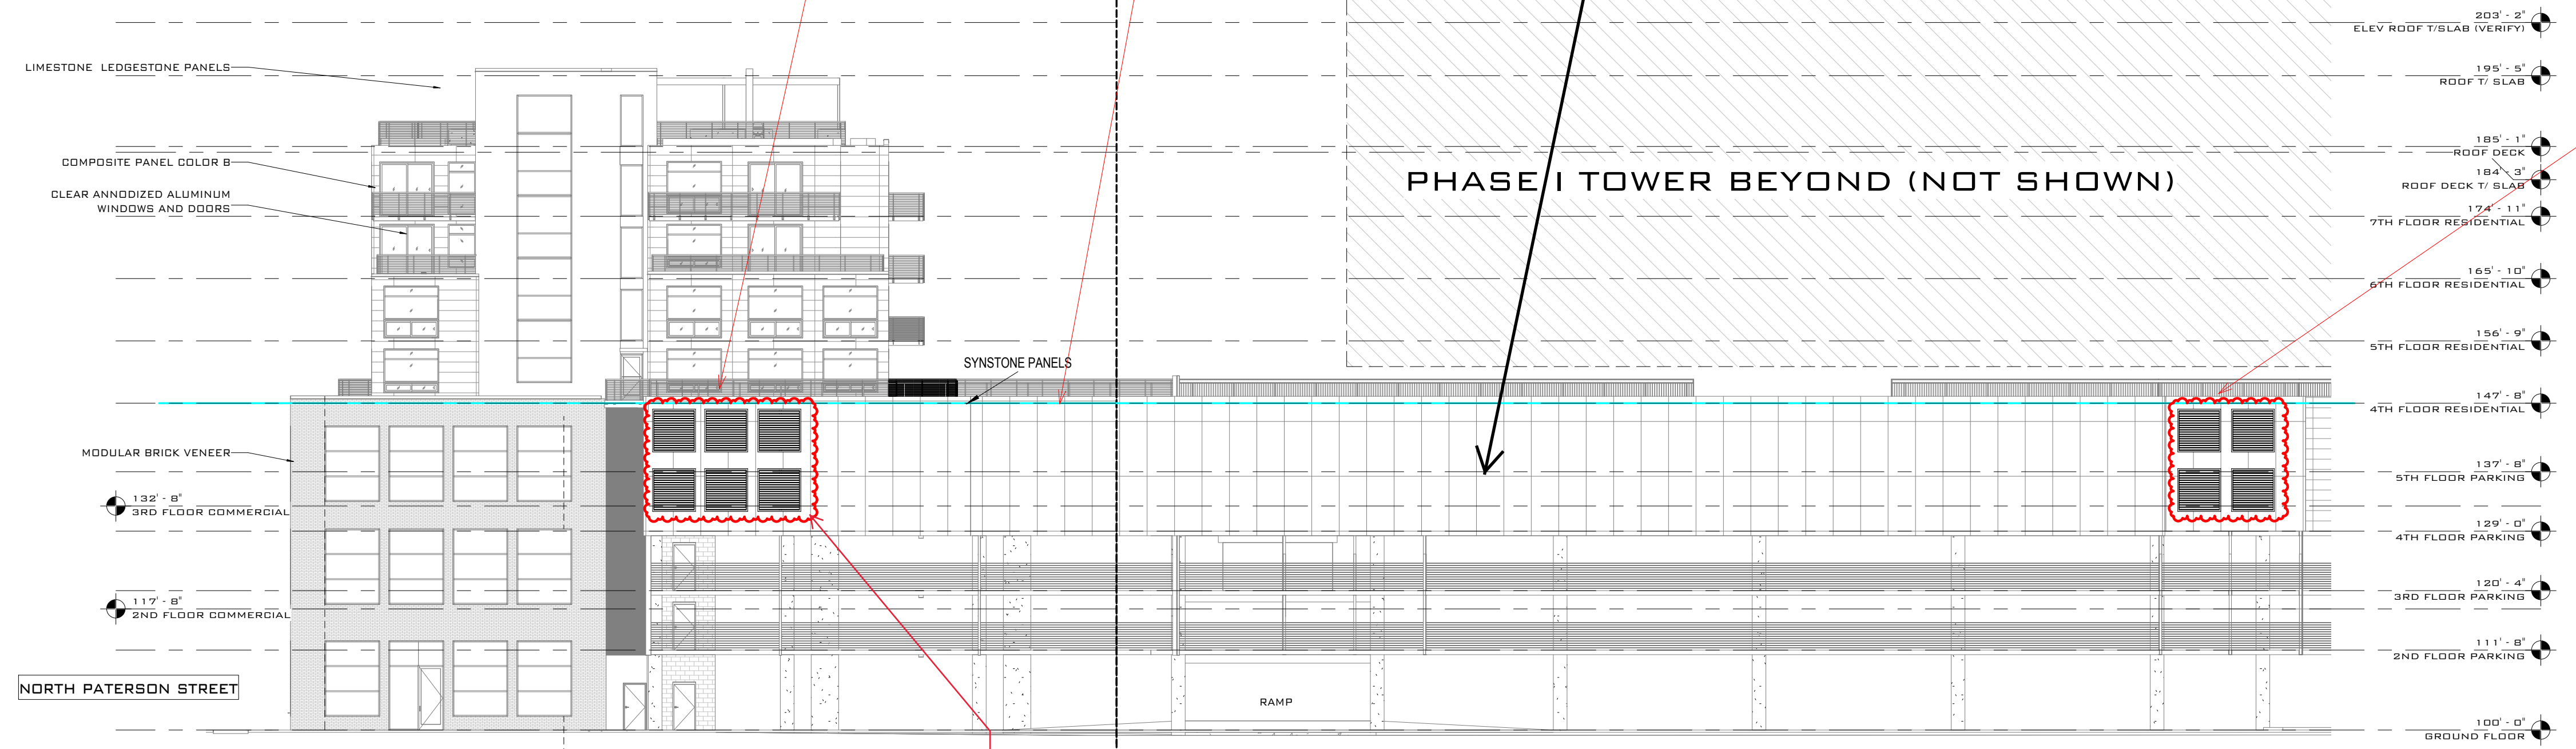 203' - 2"
ELEV ROOF T/SLAB (VERIFY)
LIMESTONE LEDGESTONE PANELS
195' - 5"
ROOF T/ SLAB
185' - 1"
ROOF DECK
COMPOSITE PANEL COLOR B
184' - 3"
ROOF DECK T/ SLAB
PHASE I TOWER BEYOND (NOT SHOWN)
CLEAR ANNODIZED ALUMINUM
WINDOWS AND DOORS
174' - 11"
7TH FLOOR RESIDENTIAL
165' - 10"
6TH FLOOR RESIDENTIAL
156' - 9"
5TH FLOOR RESIDENTIAL
SYNSTONE PANELS
147' - 8"
4TH FLOOR RESIDENTIAL
MODULAR BRICK VENEER
137' - 8"
5TH FLOOR PARKING
132' - 8"
3RD FLOOR COMMERCIAL
129' - 0"
4TH FLOOR PARKING
120' - 4"
3RD FLOOR PARKING
117' - 8"
2ND FLOOR COMMERCIAL
111' - 8"
2ND FLOOR PARKING
NORTH PATERSON STREET
RAMP
100' - 0"
GROUND FLOOR